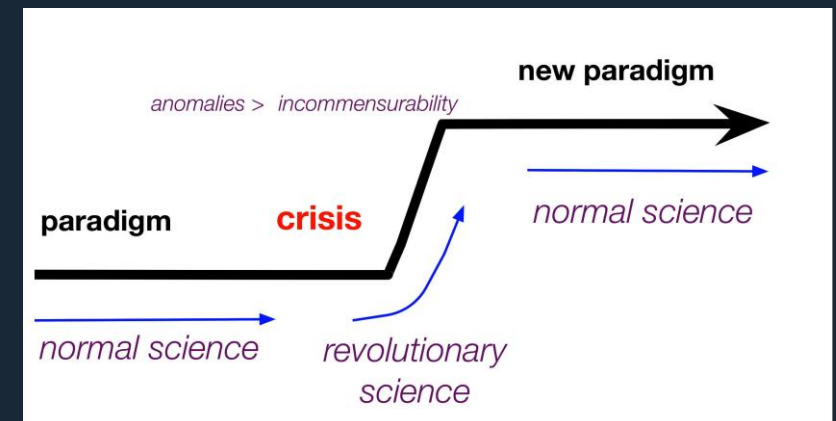 new paradigm
anomalies > incommensurability
paradigm
crisis
normal science
normal science
revolutionary
science